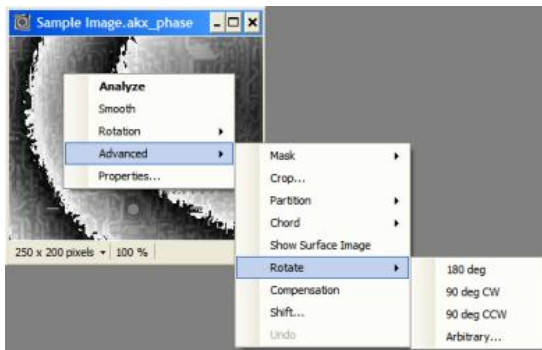 Sample Image.akx_phase
Analyze
Smooth
Rotation
Advanced
Properties...
250 x 200 pixels
100 %
Mask
Crop...
Partition
Chord
Show Surface Image
Rotate
Compensation
Shift...
Undo
180 deg
90 deg CW
90 deg CCW
Arbitrary...